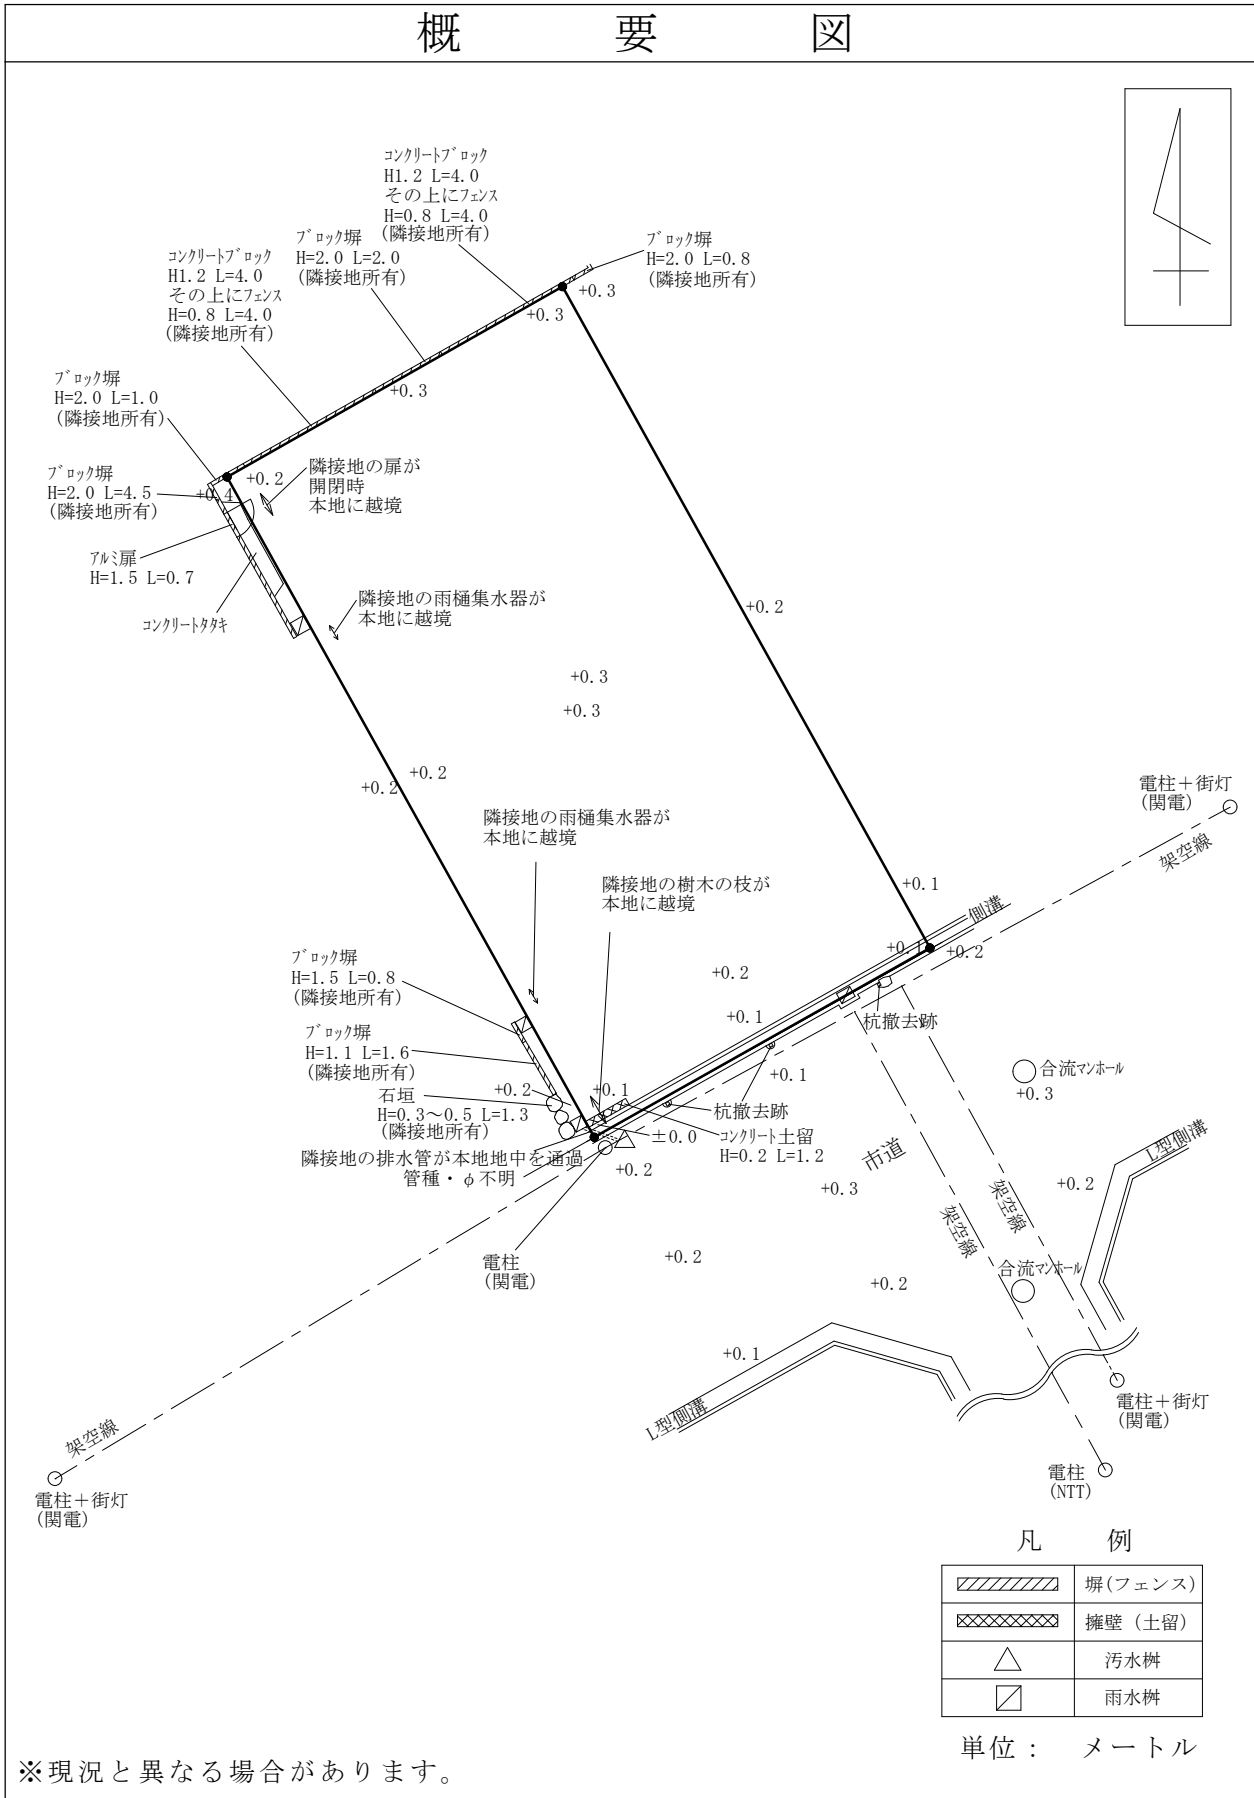 概要図
コンクリートブロック
H1.2 L=4.0
その上にフェンス
H=0.8 L=4.0
(隣接地所有)
ブロック塀
H=2.0 L=2.0
(隣接地所有)
ブロック塀
H=2.0 L=0.8
(隣接地所有)
コンクリートブロック
H1.2 L=4.0
その上にフェンス
H=0.8 L=4.0
(隣接地所有)
+0.3
+0.3
+0.3
ブロック塀
H=2.0 L=1.0
(隣接地所有)
ブロック塀
H=2.0 L=4.5
(隣接地所有)
+0.2
+0.4
隣接地の扉が
開閉時
本地に越境
アルミ扉
H=1.5 L=0.7
コンクリートタタキ
隣接地の雨樋集水器が
本地に越境
+0.2
+0.3
+0.3
+0.2
+0.2
電柱+街灯
(関電)
架空線
隣接地の雨樋集水器が
本地に越境
隣接地の樹木の枝が
本地に越境
+0.1
側溝
+0.1
+0.2
ブロック塀
H=1.5 L=0.8
(隣接地所有)
+0.2
+0.1
杭撤去跡
ブロック塀
H=1.1 L=1.6
(隣接地所有)
+0.1
合流マンホール
+0.3
石垣
H=0.3~0.5 L=1.3
(隣接地所有)
+0.2
+0.1
杭撤去跡
±0.0
コンクリート土留
H=0.2 L=1.2
隣接地の排水管が本地地中を通過
管種・φ不明
+0.2
市道
L型側溝
+0.3
+0.2
架空線
架空線
電柱
(関電)
+0.2
+0.2
合流マンホール
+0.1
L型側溝
電柱+街灯
(関電)
架空線
電柱
(NTT)
電柱+街灯
(関電)
凡例
塀(フェンス)
擁壁(土留)
汚水桝
雨水桝
単位: メートル
※現況と異なる場合があります。